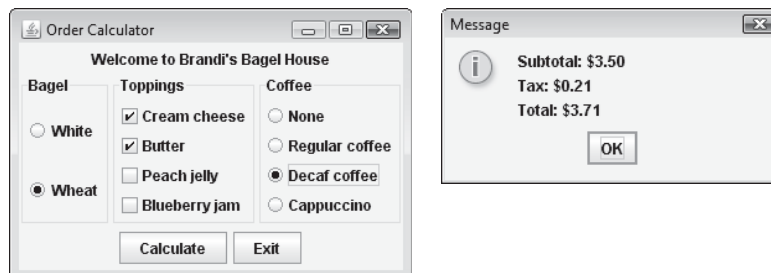 Order Calculator
Welcome to Brandi's Bagel House
Bagel
White
Wheat
Toppings
Cream cheese
Butter
Peach jelly
Blueberry jam
Coffee
None
Regular coffee
Decaf coffee
Cappuccino
Calculate
Exit
Message
Subtotal: $3.50
Tax: $0.21
Total: $3.71
OK